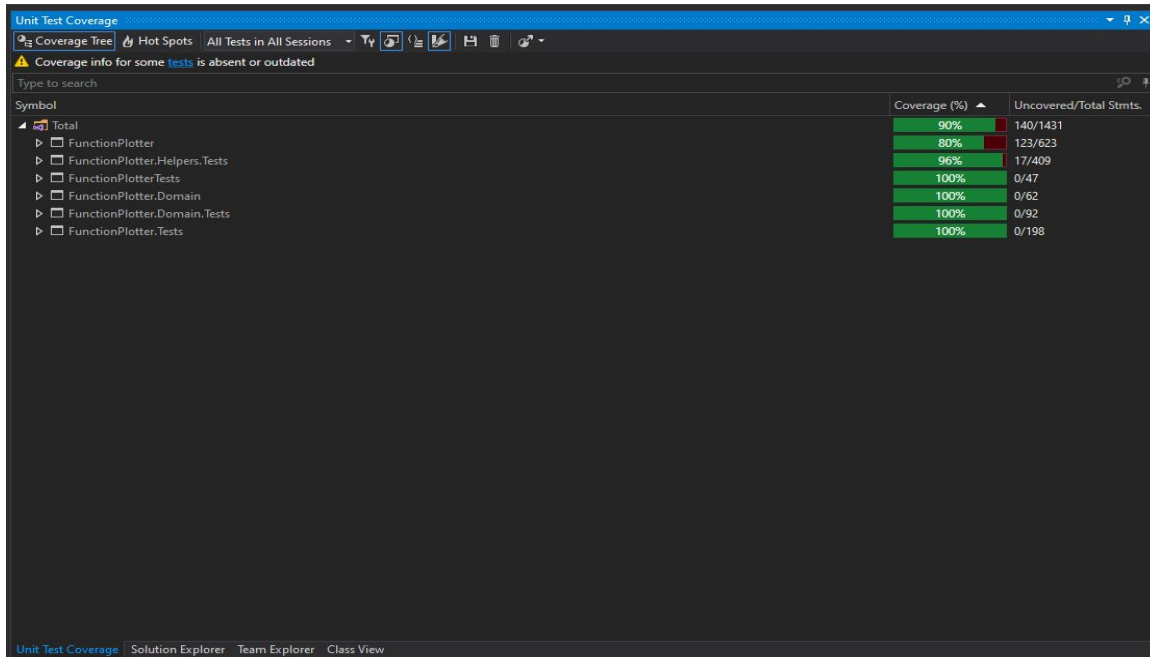 Unit Test Coverage
Coverage Tree Hot Spots All Tests in All Sessions
Coverage info for some tests is absent or outdated
Type to search
Symbol Coverage (%) Uncovered/Total Stmts.
Total 90% 140/1431
FunctionPlotter 80% 123/623
FunctionPlotter.Helpers.Tests 96% 17/409
FunctionPlotterTests 100% 0/47
FunctionPlotter.Domain 100% 0/62
FunctionPlotter.Domain.Tests 100% 0/92
FunctionPlotter.Tests 100% 0/198
Unit Test Coverage Solution Explorer Team Explorer Class View